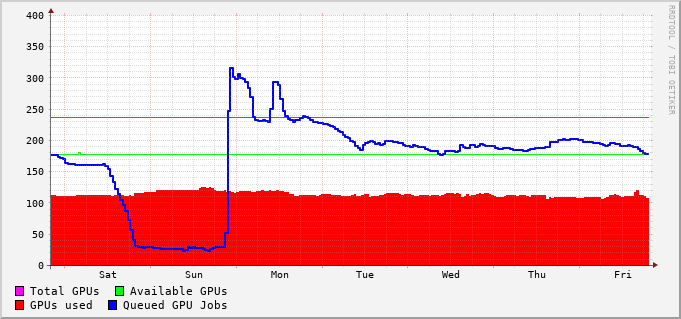 RRDTOOL / TOBI OETIKER
400
350
300
250
200
150
100
50
0
Sat Sun Mon Tue Wed Thu Fri
Total GPUs Available GPUs
GPUs used Queued GPU Jobs